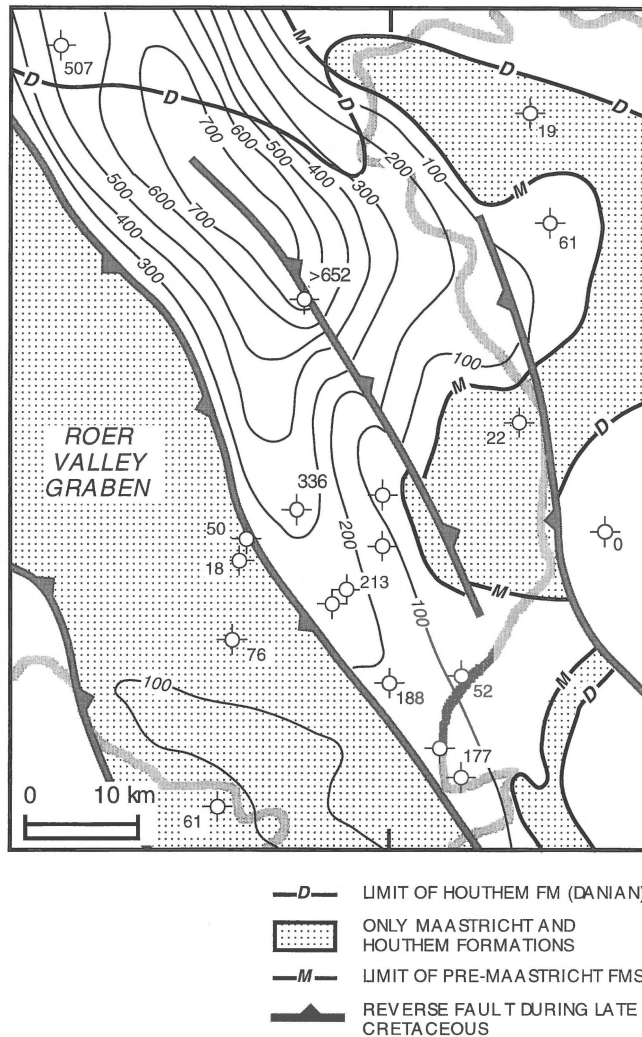 507
D
M
D
D
700
600
500
400
300
200
100
19
M
500
600
700
400
300
>652
61
100
M
D
22
ROER
VALLEY
GRABEN
336
50
18
200
213
0
M
76
100
52
M
D
100
188
177
0 10 km
61
D LIMIT OF HOUTHEM FM (DANIAN)
ONLY MAASTRICHT AND
HOUTHEM FORMATIONS
M LIMIT OF PRE-MAASTRICHT FMS
REVERSE FAULT DURING LATE
CRETACEOUS